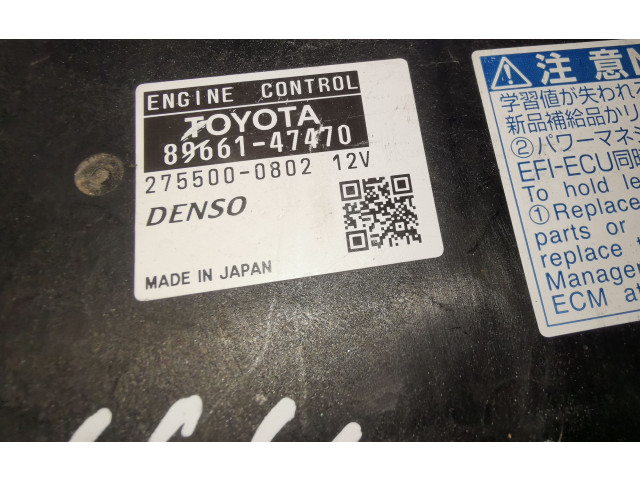 ENGINE CONTROL
TOYOTA
89661-47470
275500-0802 12V
DENSO
MADE IN JAPAN
⚠注意
学習値が失われ
新品補給品かリ
②パワーマネ
EFI-ECU同時
To hold le
①Replace
parts or
replace
Manage
ECM at